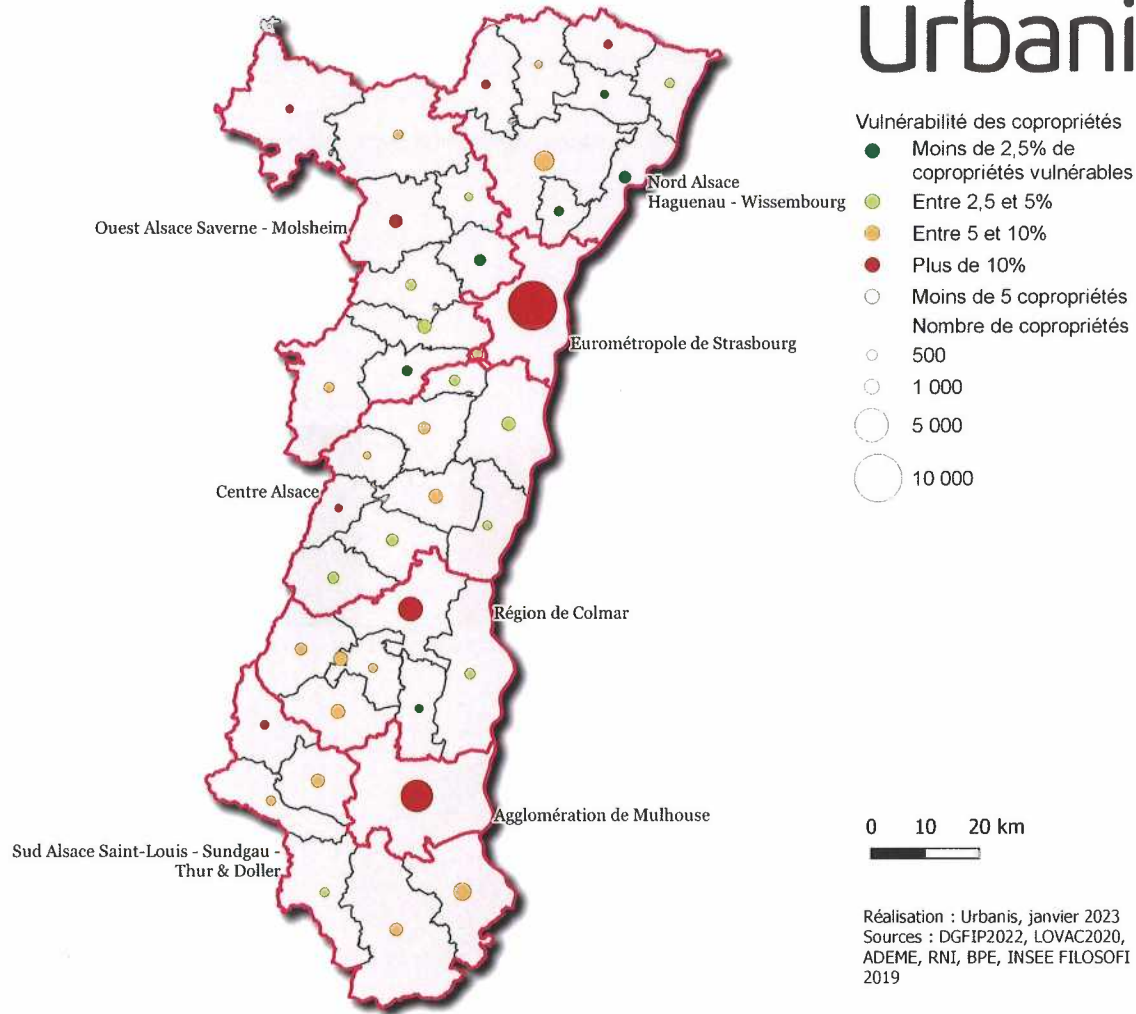 Urbani
Vulnérabilité des copropriétés
Moins de 2,5% de
copropriétés vulnérables
Entre 2,5 et 5%
Entre 5 et 10%
Plus de 10%
Moins de 5 copropriétés
Nombre de copropriétés
500
1 000
5 000
10 000
Nord Alsace
Haguenau - Wissembourg
Ouest Alsace Saverne - Molsheim
Eurométropole de Strasbourg
Centre Alsace
Région de Colmar
Agglomération de Mulhouse
Sud Alsace Saint-Louis - Sundgau -
Thur & Doller
0 10 20 km
Réalisation : Urbanis, janvier 2023
Sources : DGFIP2022, LOVAC2020,
ADEME, RNI, BPE, INSEE FILOSOFI
2019